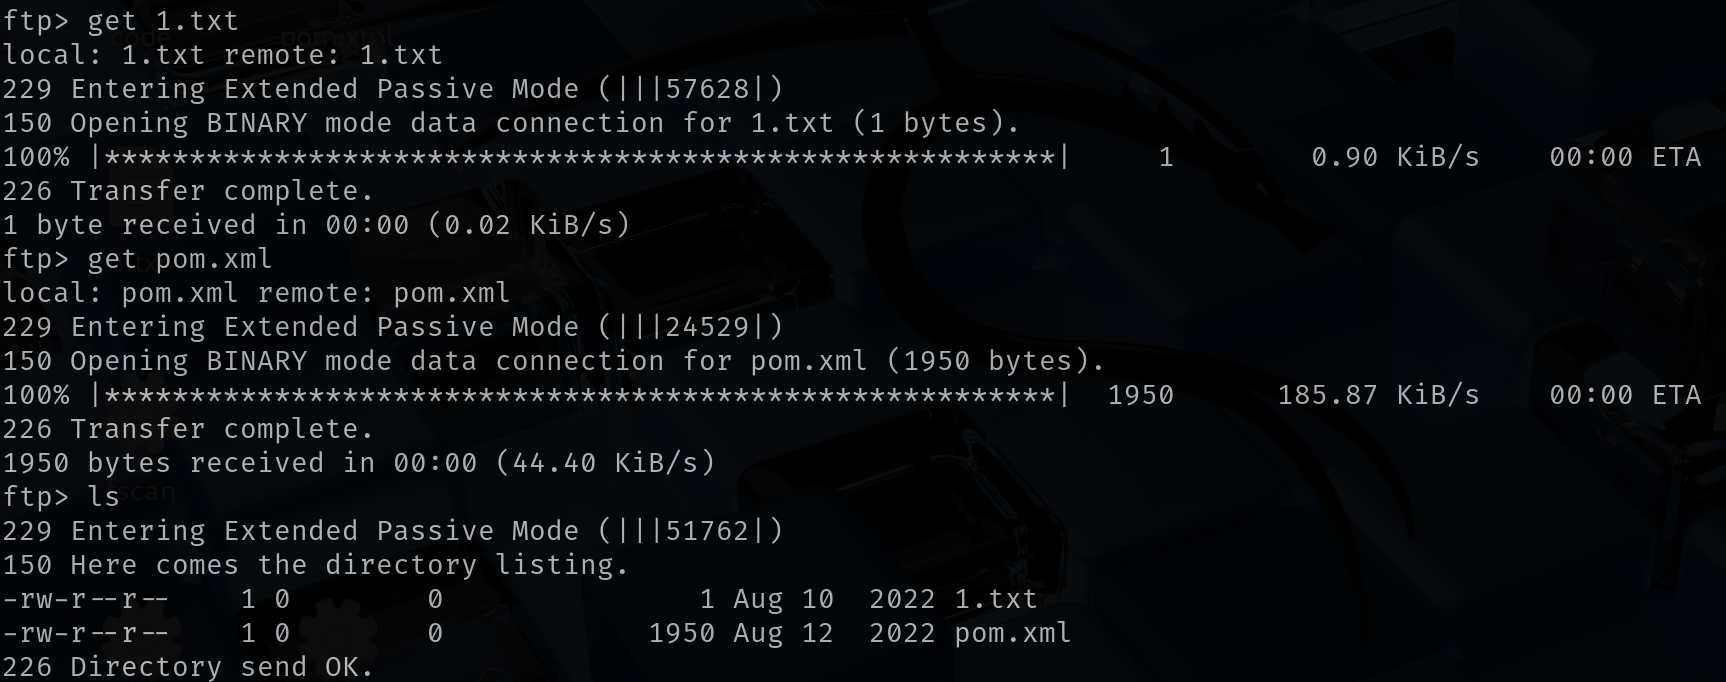 ftp> get 1.txt
local: 1.txt remote: 1.txt
229 Entering Extended Passive Mode (|||57628|)
150 Opening BINARY mode data connection for 1.txt (1 bytes).
100% |********************************************************|     1        0.90 KiB/s    00:00 ETA
226 Transfer complete.
1 byte received in 00:00 (0.02 KiB/s)
ftp> get pom.xml
local: pom.xml remote: pom.xml
229 Entering Extended Passive Mode (|||24529|)
150 Opening BINARY mode data connection for pom.xml (1950 bytes).
100% |********************************************************|  1950      185.87 KiB/s    00:00 ETA
226 Transfer complete.
1950 bytes received in 00:00 (44.40 KiB/s)
ftp> ls
229 Entering Extended Passive Mode (|||51762|)
150 Here comes the directory listing.
-rw-r--r--    1 0        0               1 Aug 10  2022 1.txt
-rw-r--r--    1 0        0            1950 Aug 12  2022 pom.xml
226 Directory send OK.